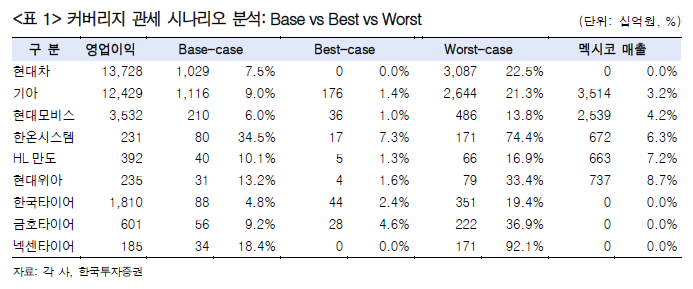 <표 1> 커버리지 관세 시나리오 분석: Base vs Best vs Worst (단위: 십억원, %)
구 분 영업이익 Base-case Best-case Worst-case 멕시코 매출
현대차 13,728 1,029 7.5% 0 0.0% 3,087 22.5% 0 0.0%
기아 12,429 1,116 9.0% 176 1.4% 2,644 21.3% 3,514 3.2%
현대모비스 3,532 210 6.0% 36 1.0% 486 13.8% 2,539 4.2%
한온시스템 231 80 34.5% 17 7.3% 171 74.4% 672 6.3%
HL 만도 392 40 10.1% 5 1.3% 66 16.9% 663 7.2%
현대위아 235 31 13.2% 4 1.6% 79 33.4% 737 8.7%
한국타이어 1,810 88 4.8% 44 2.4% 351 19.4% 0 0.0%
금호타이어 601 56 9.2% 28 4.6% 222 36.9% 0 0.0%
넥센타이어 185 34 18.4% 0 0.0% 171 92.1% 0 0.0%
자료: 각 사, 한국투자증권